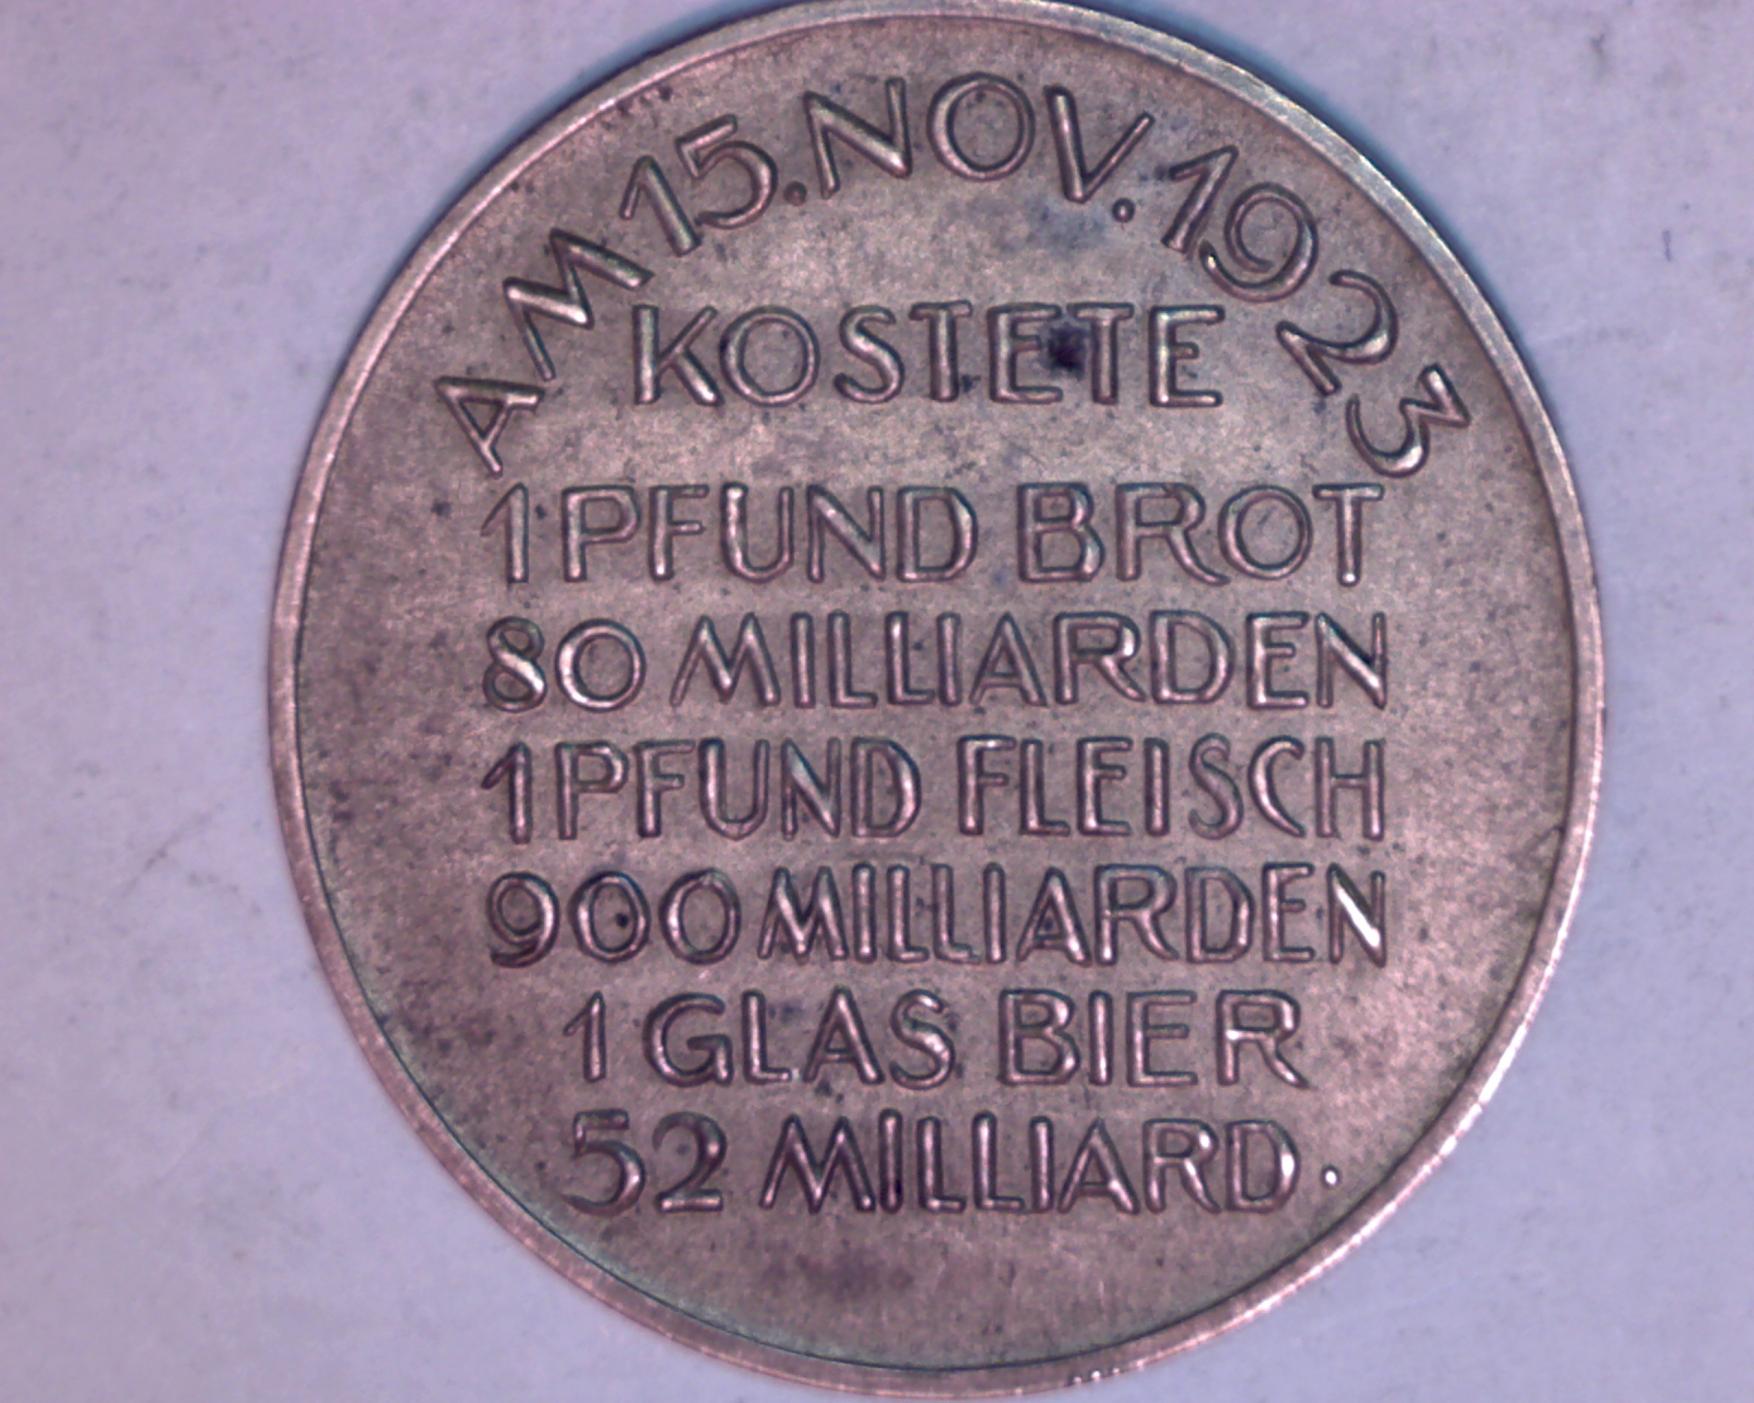 AM 15. NOV. 1923
KOSTETE
1 PFUND BROT
80 MILLIARDEN
1 PFUND FLEISCH
900 MILLIARDEN
1 GLAS BIER
52 MILLIARD.